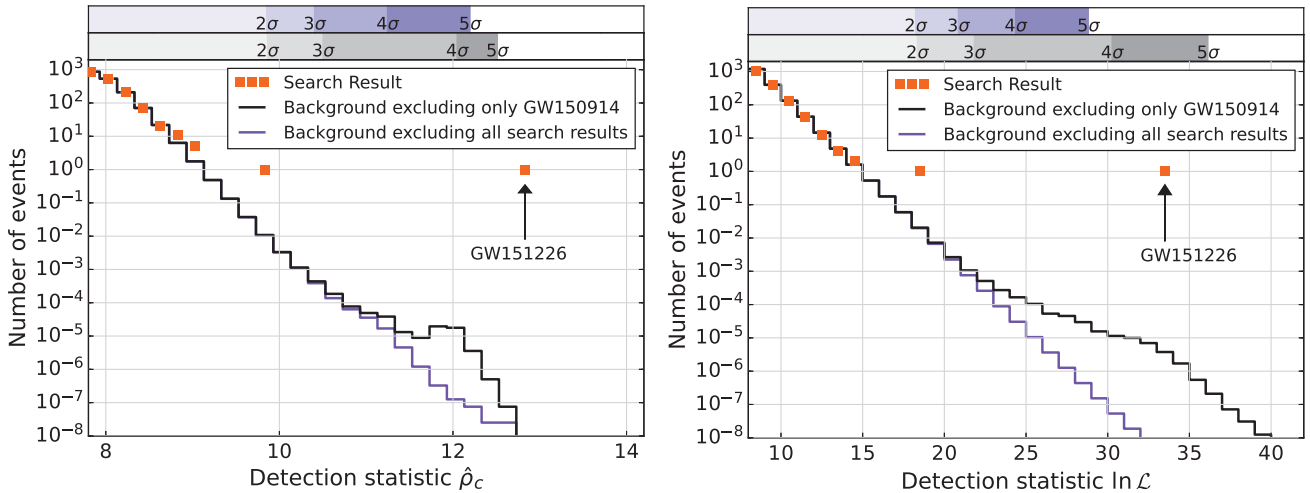 2σ 3σ 4σ 5σ
2σ 3σ 4σ 5σ
Search Result
Background excluding only GW150914
Background excluding all search results
GW151226
Number of events
10³
10²
10¹
10⁰
10⁻¹
10⁻²
10⁻³
10⁻⁴
10⁻⁵
10⁻⁶
10⁻⁷
10⁻⁸
8 10 12 14
Detection statistic ρ̂c
2σ 3σ 4σ 5σ
2σ 3σ 4σ 5σ
Search Result
Background excluding only GW150914
Background excluding all search results
GW151226
Number of events
10³
10²
10¹
10⁰
10⁻¹
10⁻²
10⁻³
10⁻⁴
10⁻⁵
10⁻⁶
10⁻⁷
10⁻⁸
10 15 20 25 30 35 40
Detection statistic ln ℒ